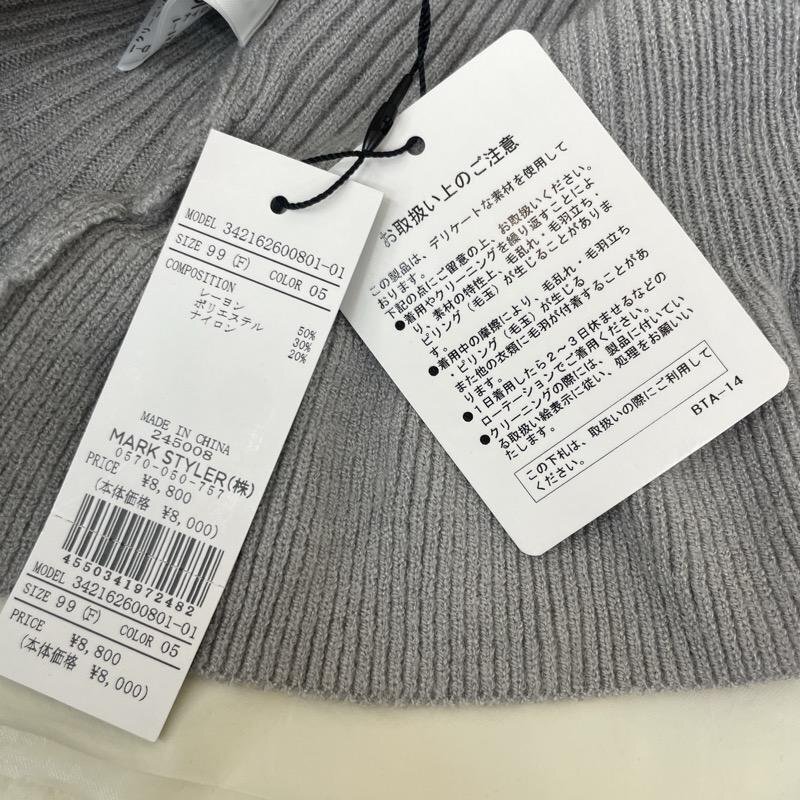 MODEL 342162600801-01
SIZE 99 (F) COLOR 05
COMPOSITION
レーヨン 50%
ポリエステル 30%
ナイロン 20%
MADE IN CHINA
245008
MARK STYLER(株)
0570-050-757
PRICE ¥8,800
(本体価格 ¥8,000)
4550341972482
MODEL 342162600801-01
SIZE 99 (F) COLOR 05
PRICE ¥8,800
(本体価格 ¥8,000)
お取扱い上のご注意
この製品は、デリケートな素材を使用して
おります。
下記の点にご留意の上、お取扱いください。
●着用やクリーニングを繰り返すことによ
り、素材の特性上、毛乱れ・毛羽立ち・
ピリング(毛玉)が生じることがありま
す。
●着用中の摩擦により、毛乱れ・毛羽立ち
・ピリング(毛玉)が生じる
また他の衣類に毛羽が付着することがあ
ります。
●1日着用したら2~3日休ませるなどの
ローテーションでご着用ください。
●クリーニングの際には、製品に付いてい
る取扱い絵表示に従い、処理をお願いい
たします。
この下札は、取扱いの際にご利用して
ください。
BTA-14